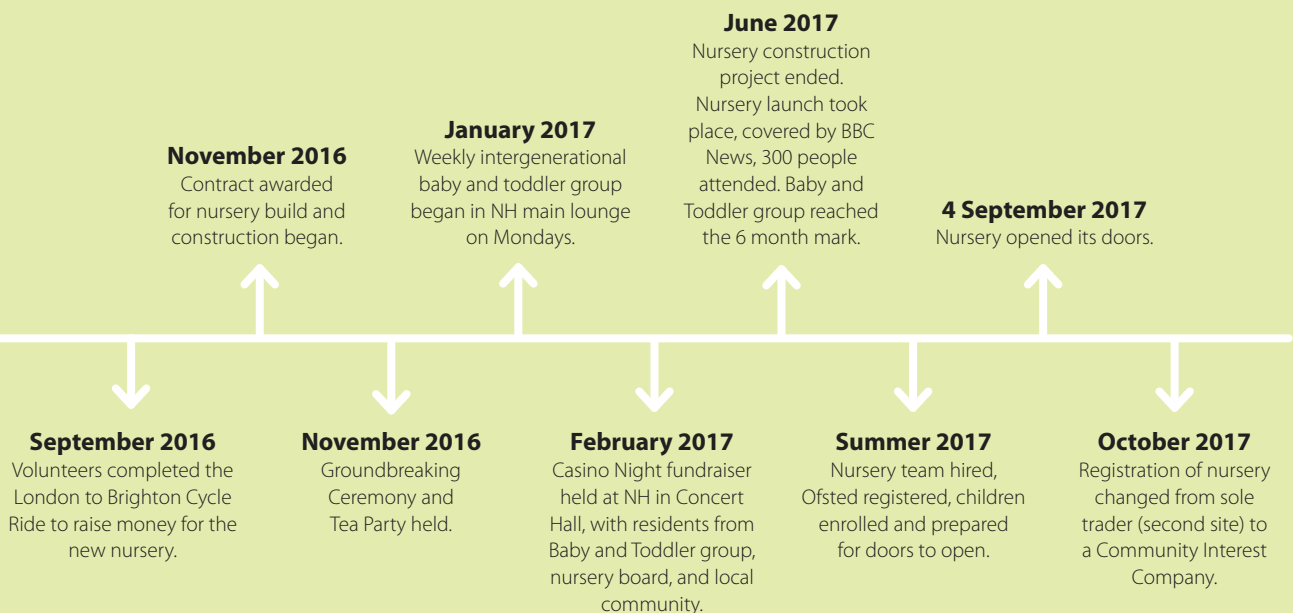 June 2017
Nursery construction
project ended.
Nursery launch took
place, covered by BBC
News, 300 people
attended. Baby and
Toddler group reached
the 6 month mark.
January 2017
Weekly intergenerational
baby and toddler group
began in NH main lounge
on Mondays.
November 2016
Contract awarded
for nursery build and
construction began.
4 September 2017
Nursery opened its doors.
September 2016
Volunteers completed the
London to Brighton Cycle
Ride to raise money for the
new nursery.
November 2016
Groundbreaking
Ceremony and
Tea Party held.
February 2017
Casino Night fundraiser
held at NH in Concert
Hall, with residents from
Baby and Toddler group,
nursery board, and local
community.
Summer 2017
Nursery team hired,
Ofsted registered, children
enrolled and prepared
for doors to open.
October 2017
Registration of nursery
changed from sole
trader (second site) to
a Community Interest
Company.